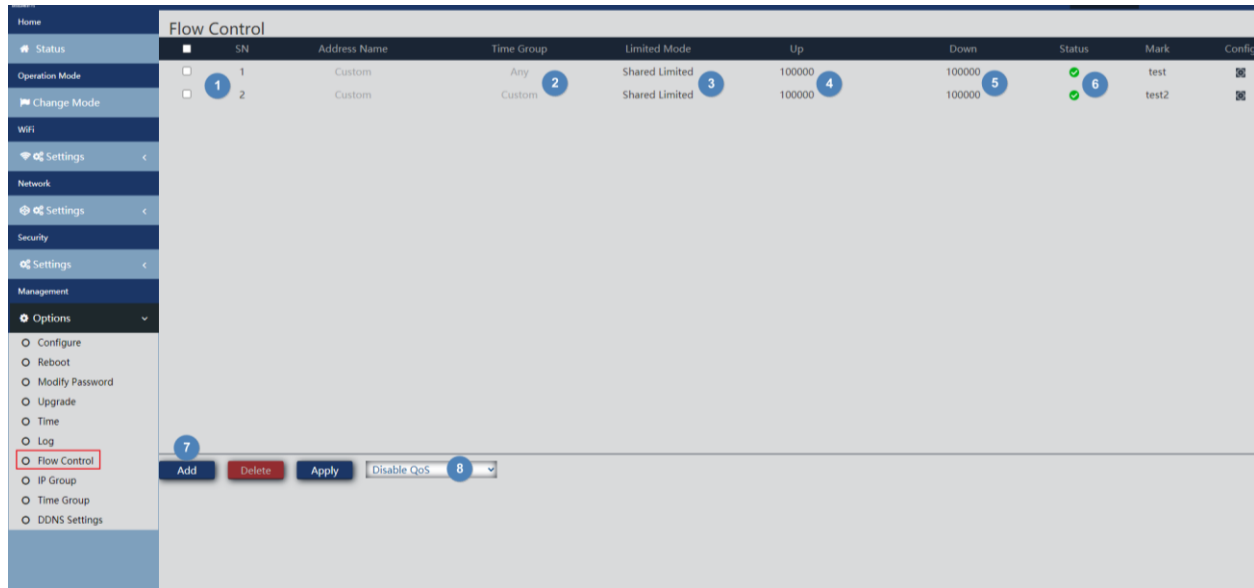 Home
Flow Control
Status
SN Address Name Time Group Limited Mode Up Down Status Mark Config
Operation Mode
1 Custom Any Shared Limited 100000 100000 test
1 2 3 4 5 6
2 Custom Custom Shared Limited 100000 100000 test2
Change Mode
WiFi
Settings
Network
Settings
Security
Settings
Management
Options
Configure
Reboot
Modify Password
Upgrade
Time
Log
Flow Control
IP Group
Time Group
DDNS Settings
7
Add Delete Apply Disable QoS 8